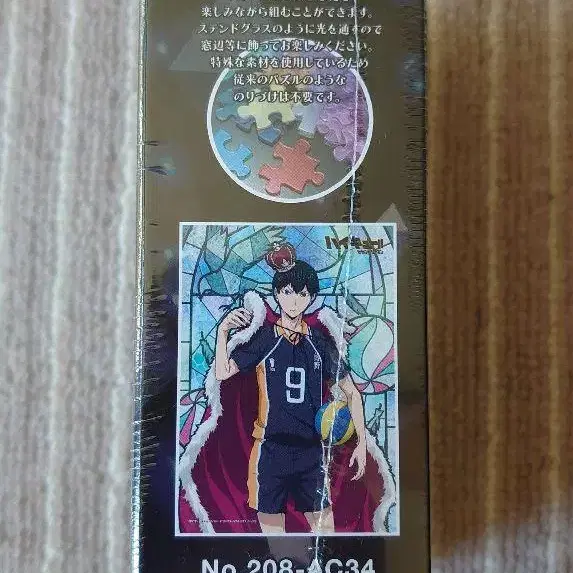 楽しみながら組むことができます。
ステンドグラスのように光を通すので
窓辺等に飾ってお楽しみください。
特殊な素材を使用しているため
従来のパズルのような
のりづけは不要です。
ハイキュー!!
9
No.208-AC34